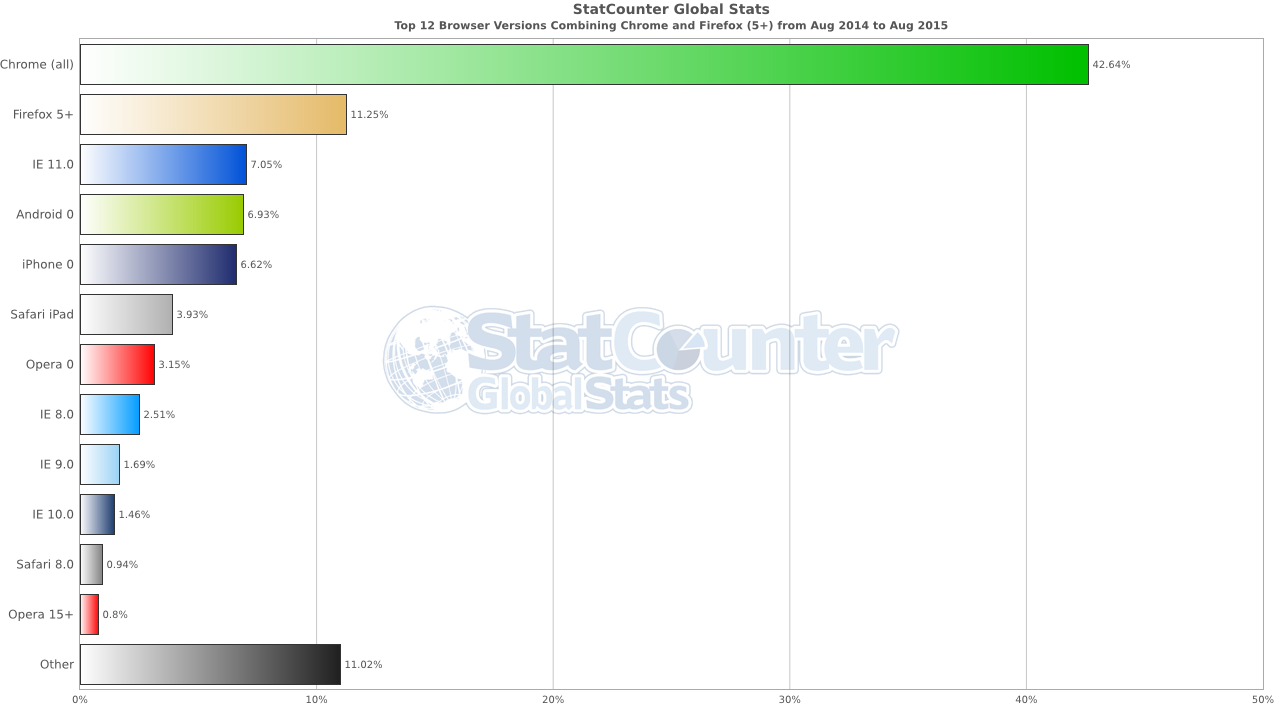 StatCounter Global Stats
Top 12 Browser Versions Combining Chrome and Firefox (5+) from Aug 2014 to Aug 2015
Chrome (all) 42.64%
Firefox 5+ 11.25%
IE 11.0 7.05%
Android 0 6.93%
iPhone 0 6.62%
Safari iPad 3.93%
StatCounter
GlobalStats
Opera 0 3.15%
IE 8.0 2.51%
IE 9.0 1.69%
IE 10.0 1.46%
Safari 8.0 0.94%
Opera 15+ 0.8%
Other 11.02%
0% 10% 20% 30% 40% 50%